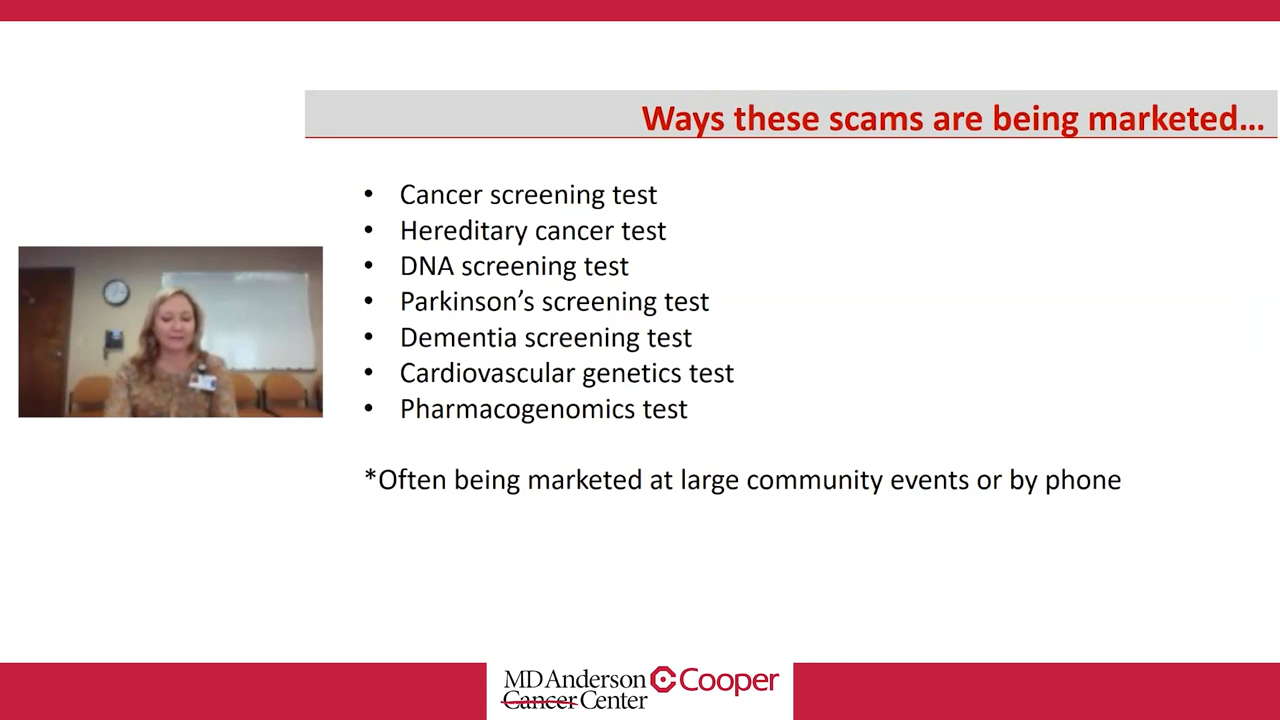 Ways these scams are being marketed...
• Cancer screening test
• Hereditary cancer test
• DNA screening test
• Parkinson’s screening test
• Dementia screening test
• Cardiovascular genetics test
• Pharmacogenomics test
*Often being marketed at large community events or by phone
MD Anderson Cooper
Cancer Center